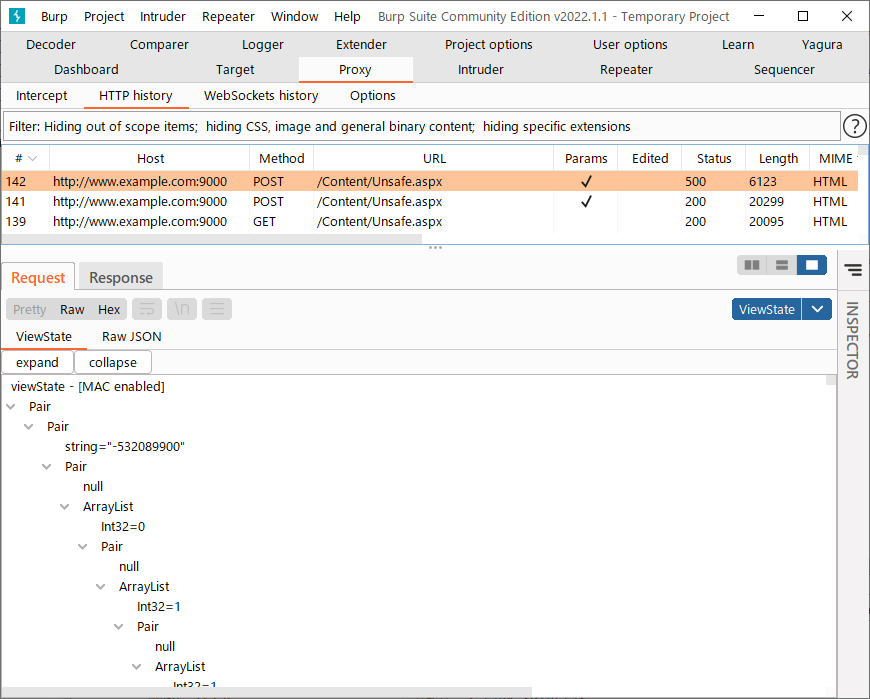 Burp Project Intruder Repeater Window Help Burp Suite Community Edition v2022.1.1 - Temporary Project
Decoder Comparer Logger Extender Project options User options Learn Yagura
Dashboard Target Proxy Intruder Repeater Sequencer
Intercept HTTP history WebSockets history Options
Filter: Hiding out of scope items; hiding CSS, image and general binary content; hiding specific extensions ?
# Host Method URL Params Edited Status Length MIME
142 http://www.example.com:9000 POST /Content/Unsafe.aspx ✓ 500 6123 HTML
141 http://www.example.com:9000 POST /Content/Unsafe.aspx ✓ 200 20299 HTML
139 http://www.example.com:9000 GET /Content/Unsafe.aspx 200 20095 HTML
Request Response
Pretty Raw Hex \n ViewState
INSPECTOR
ViewState Raw JSON
expand collapse
viewState - [MAC enabled]
Pair
Pair
string="-532089900"
Pair
null
ArrayList
Int32=0
Pair
null
ArrayList
Int32=1
Pair
null
ArrayList
Int32=1